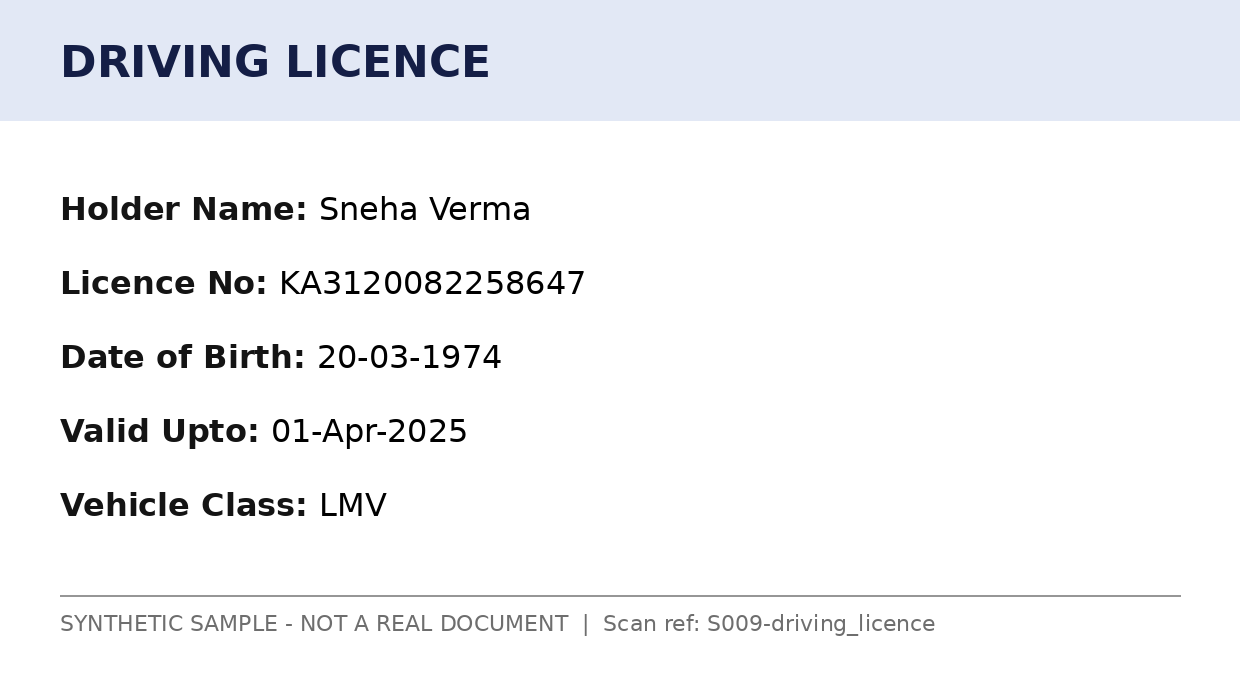 DRIVING LICENCE
Holder Name: Sneha Verma
Licence No: KA3120082258647
Date of Birth: 20-03-1974
Valid Upto: 01-Apr-2025
Vehicle Class: LMV
SYNTHETIC SAMPLE - NOT A REAL DOCUMENT | Scan ref: S009-driving_licence